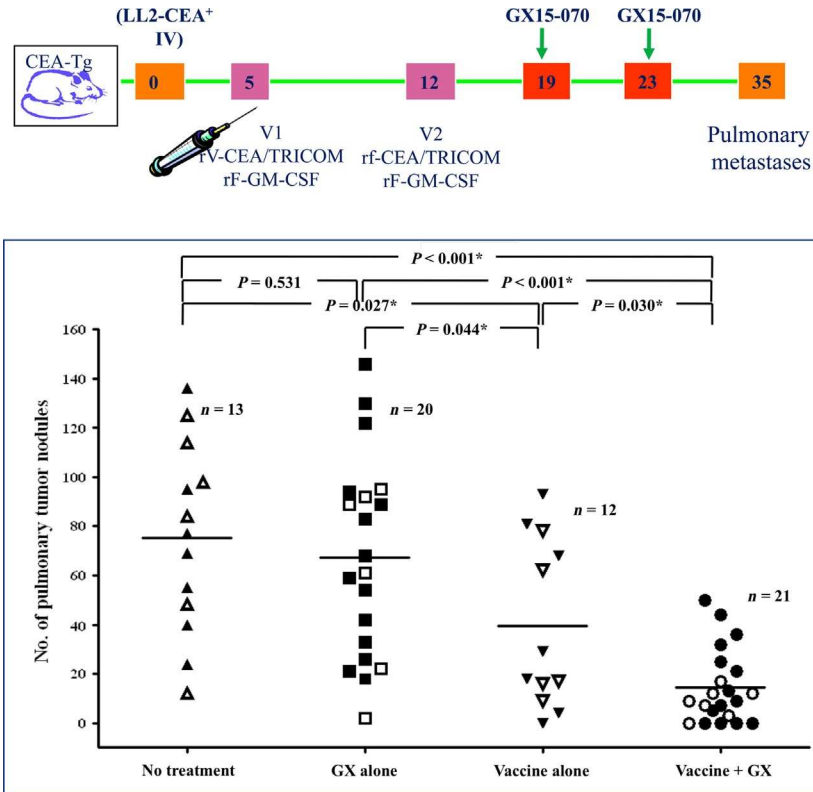 (LL2-CEA⁺
IV)
GX15-070
GX15-070
CEA-Tg
0
5
12
19
23
35
V1
rV-CEA/TRICOM
rF-GM-CSF
V2
rf-CEA/TRICOM
rF-GM-CSF
Pulmonary
metastases
P < 0.001*
P = 0.531
P < 0.001*
P = 0.027*
P = 0.030*
P = 0.044*
No. of pulmonary tumor nodules
160
140
120
100
80
60
40
20
0
n = 13
n = 20
n = 12
n = 21
No treatment
GX alone
Vaccine alone
Vaccine + GX